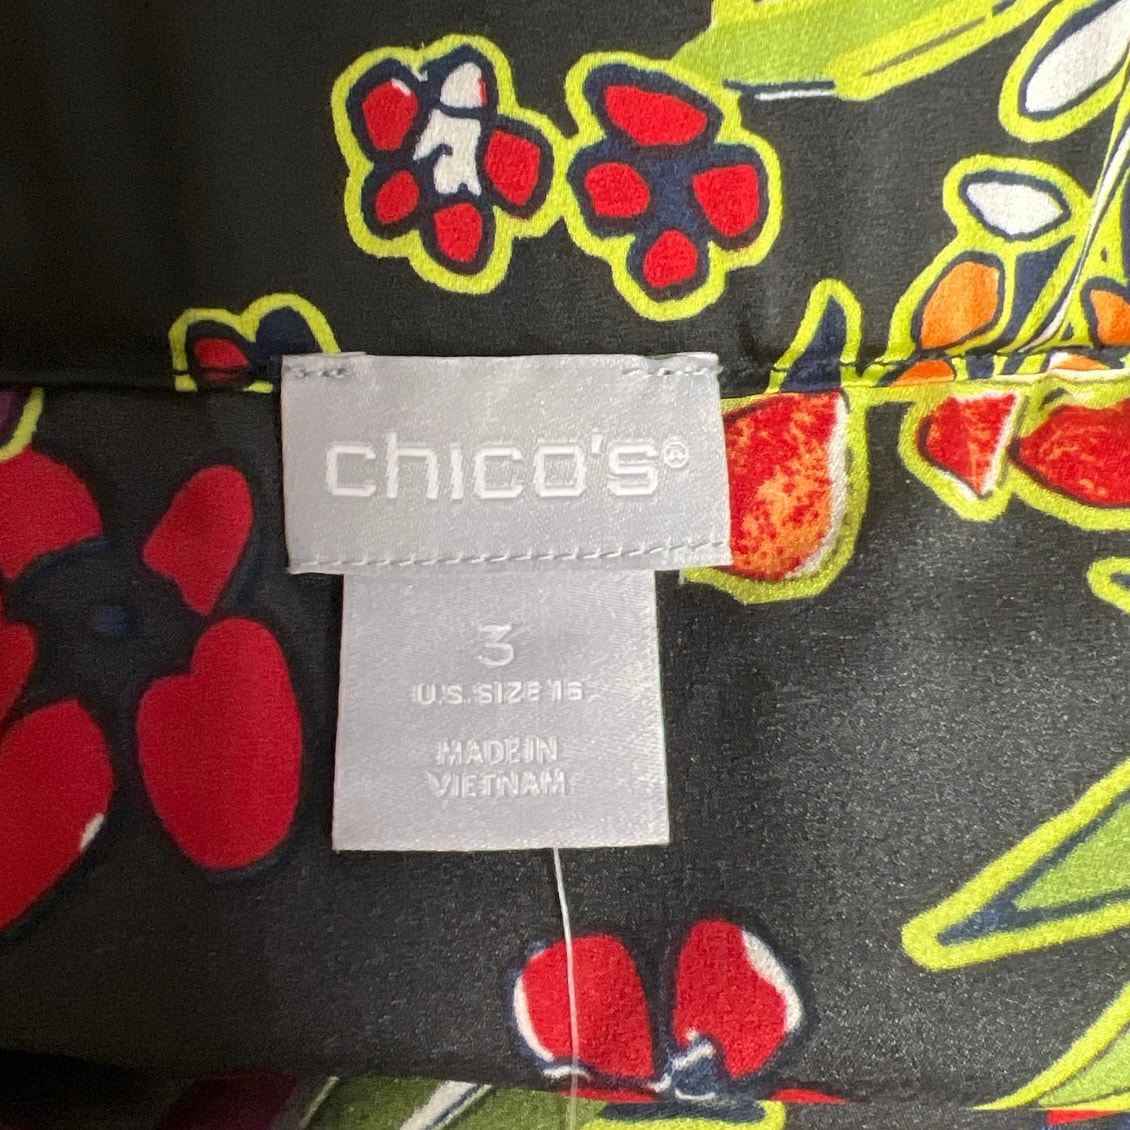 chico's®
3
U.S. SIZE 16
MADE IN
VIETNAM